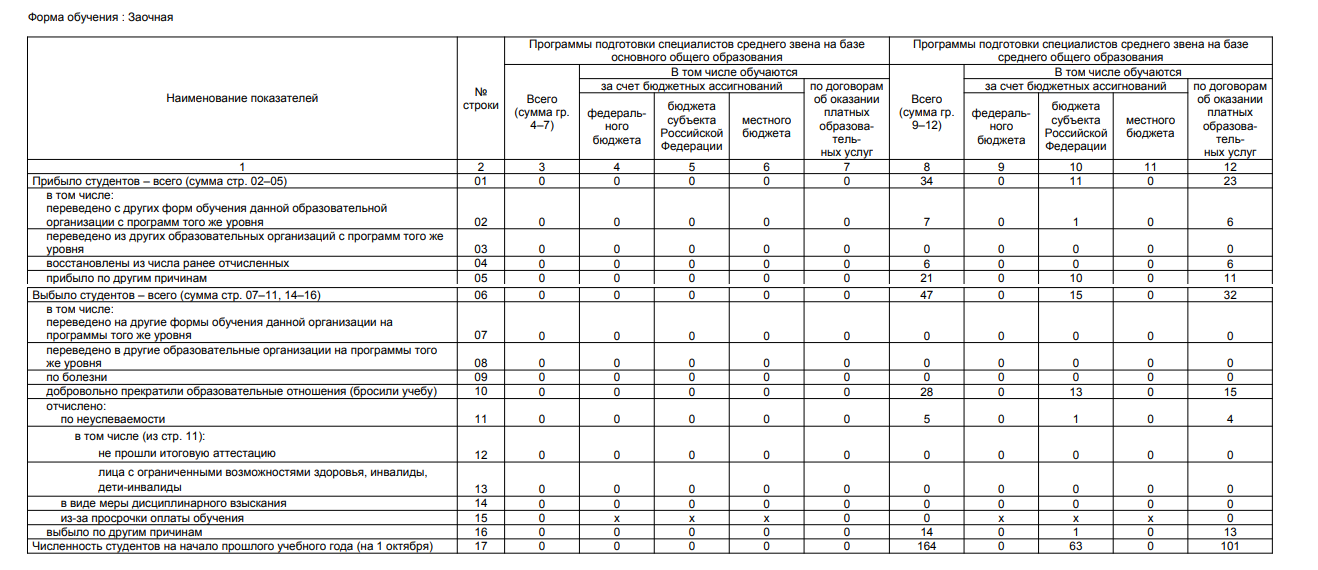 Форма обучения : Заочная
Наименование показателей
№
строки
Программы подготовки специалистов среднего звена на базе
основного общего образования
Программы подготовки специалистов среднего звена на базе
среднего общего образования
Всего
(сумма гр.
4–7)
В том числе обучаются
за счет бюджетных ассигнований
федераль-
ного
бюджета
бюджета
субъекта
Российской
Федерации
местного
бюджета
по договорам
об оказании
платных
образова-
тель-
ных услуг
Всего
(сумма гр.
9–12)
В том числе обучаются
за счет бюджетных ассигнований
федераль-
ного
бюджета
бюджета
субъекта
Российской
Федерации
местного
бюджета
по договорам
об оказании
платных
образова-
тель-
ных услуг
1 2 3 4 5 6 7 8 9 10 11 12
Прибыло студентов – всего (сумма стр. 02–05) 01 0 0 0 0 0 34 0 11 0 23
в том числе:
переведено с других форм обучения данной образовательной
организации с программ того же уровня 02 0 0 0 0 0 7 0 1 0 6
переведено из других образовательных организаций с программ того же
уровня 03 0 0 0 0 0 0 0 0 0 0
восстановлены из числа ранее отчисленных 04 0 0 0 0 0 6 0 0 0 6
прибыло по другим причинам 05 0 0 0 0 0 21 0 10 0 11
Выбыло студентов – всего (сумма стр. 07–11, 14–16) 06 0 0 0 0 0 47 0 15 0 32
в том числе:
переведено на другие формы обучения данной организации на
программы того же уровня 07 0 0 0 0 0 0 0 0 0 0
переведено в другие образовательные организации на программы того
же уровня 08 0 0 0 0 0 0 0 0 0 0
по болезни 09 0 0 0 0 0 0 0 0 0 0
добровольно прекратили образовательные отношения (бросили учебу) 10 0 0 0 0 0 28 0 13 0 15
отчислено:
по неуспеваемости 11 0 0 0 0 0 5 0 1 0 4
в том числе (из стр. 11):
не прошли итоговую аттестацию 12 0 0 0 0 0 0 0 0 0 0
лица с ограниченными возможностями здоровья, инвалиды,
дети-инвалиды 13 0 0 0 0 0 0 0 0 0 0
в виде меры дисциплинарного взыскания 14 0 0 0 0 0 0 0 0 0 0
из-за просрочки оплаты обучения 15 0 х х х 0 0 х х х 0
выбыло по другим причинам 16 0 0 0 0 0 14 0 1 0 13
Численность студентов на начало прошлого учебного года (на 1 октября) 17 0 0 0 0 0 164 0 63 0 101